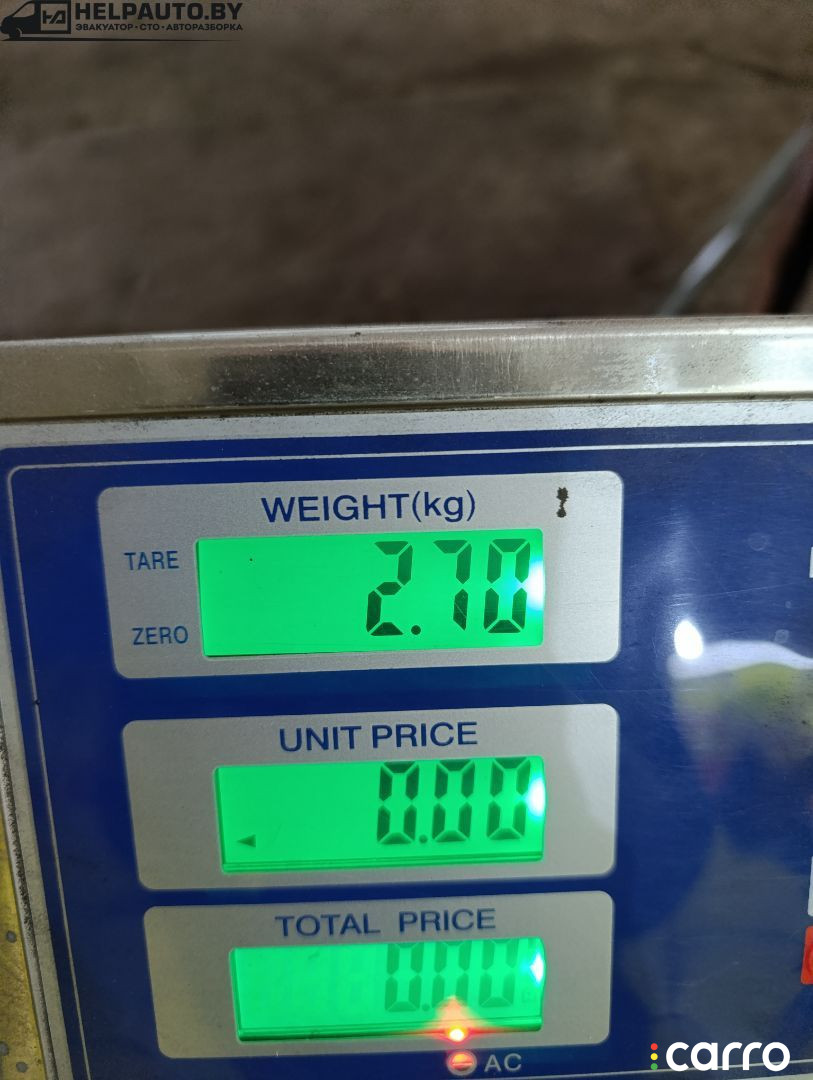 HELPAUTO.BY
ЭВАКУАТОР·СТО·АВТОРАЗБОРКА
WEIGHT(kg)
TARE
2.70
ZERO
UNIT PRICE
0.00
TOTAL PRICE
0.00
AC
carro